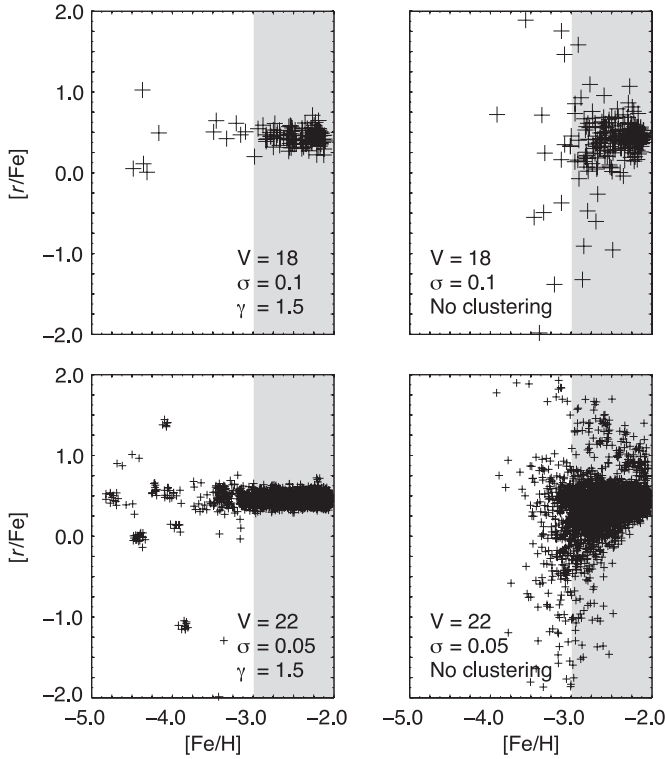 2.0
1.0
0.0
−1.0
−2.0
[r/Fe]
V = 18
σ = 0.1
γ = 1.5
V = 18
σ = 0.1
No clustering
2.0
1.0
0.0
−1.0
−2.0
[r/Fe]
V = 22
σ = 0.05
γ = 1.5
V = 22
σ = 0.05
No clustering
−5.0 −4.0 −3.0 −2.0
−5.0 −4.0 −3.0 −2.0
[Fe/H]
[Fe/H]